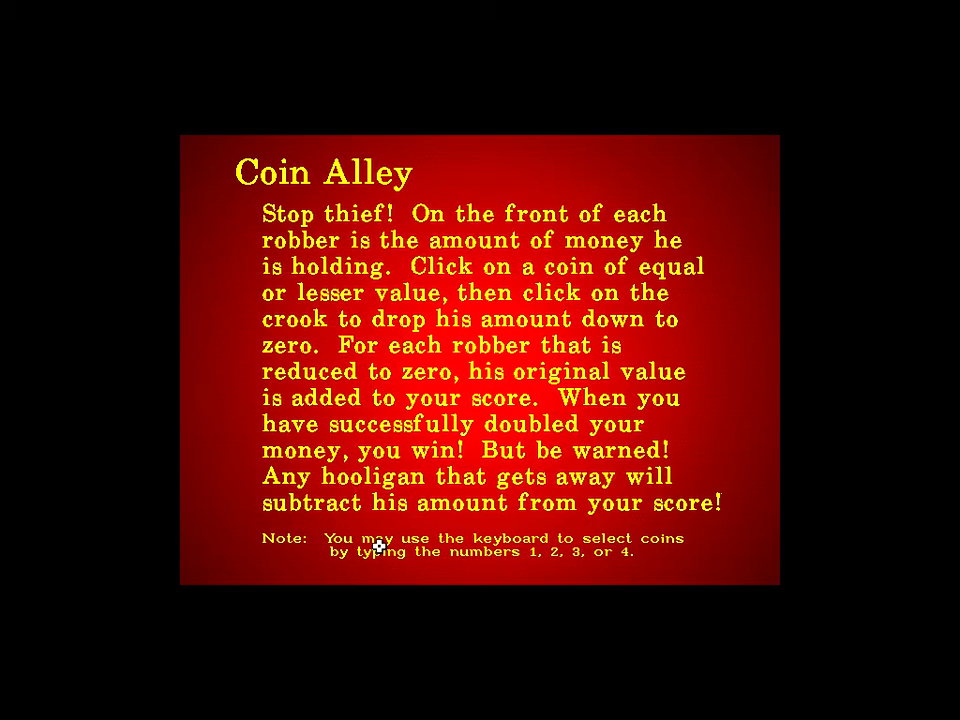 Coin Alley
Stop thief! On the front of each
robber is the amount of money he
is holding. Click on a coin of equal
or lesser value, then click on the
crook to drop his amount down to
zero. For each robber that is
reduced to zero, his original value
is added to your score. When you
have successfully doubled your
money, you win! But be warned!
Any hooligan that gets away will
subtract his amount from your score!
Note: You may use the keyboard to select coins
by typing the numbers 1, 2, 3, or 4.